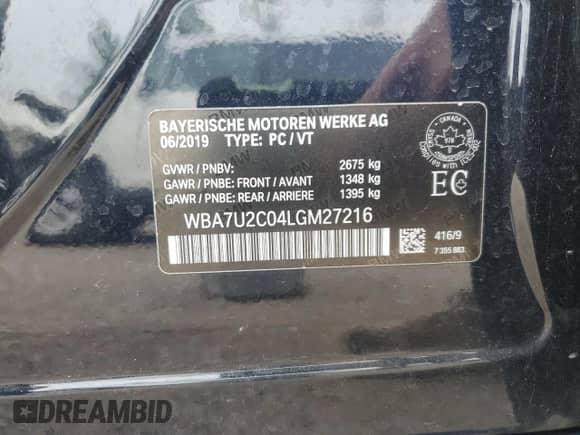 BAYERISCHE MOTOREN WERKE AG
06/2019 TYPE: PC / VT
GVWR / PNBV: 2675 kg
GAWR / PNBE: FRONT / AVANT 1348 kg
GAWR / PNBE: REAR / ARRIERE 1395 kg
CANADA
EC
WBA7U2C04LGM27216
416/9
7 355 883
DREAMBID